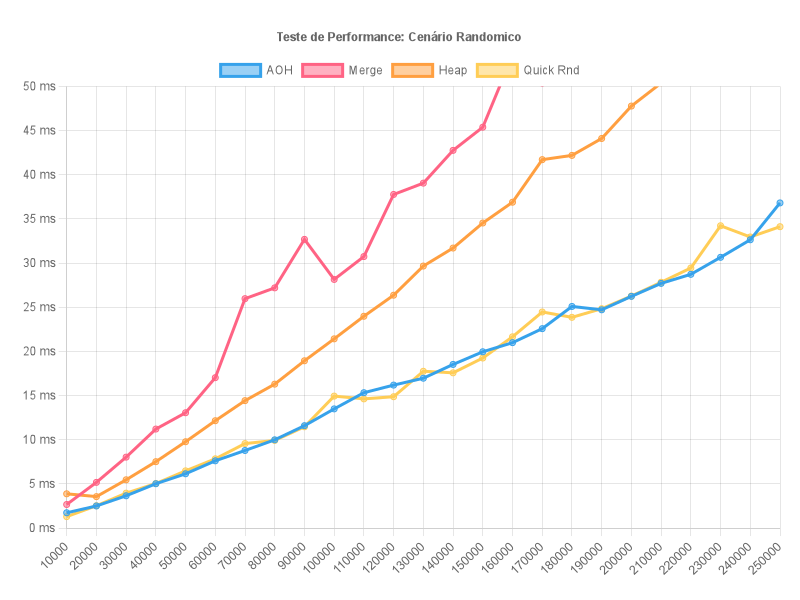 Teste de Performance: Cenário Randomico
AOH Merge Heap Quick Rnd
50 ms
45 ms
40 ms
35 ms
30 ms
25 ms
20 ms
15 ms
10 ms
5 ms
0 ms
10000 20000 30000 40000 50000 60000 70000 80000 90000 100000 110000 120000 130000 140000 150000 160000 170000 180000 190000 200000 210000 220000 230000 240000 250000